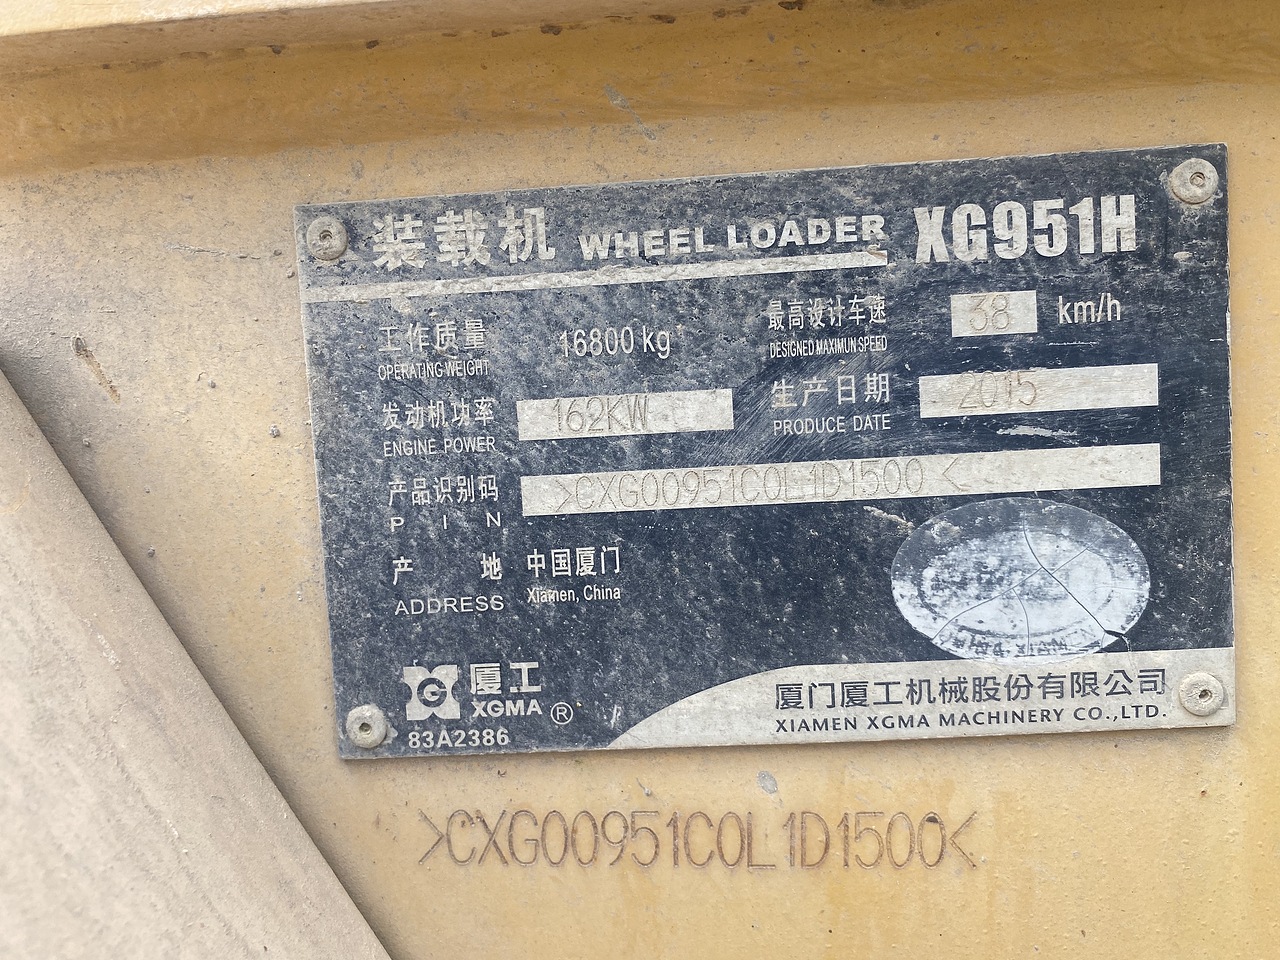 装载机 WHEEL LOADER XG951H
工作质量 16800 kg 最高设计车速 38 km/h
OPERATING WEIGHT DESIGNED MAXIMUN SPEED
发动机功率 162KW 生产日期 2015
ENGINE POWER PRODUCE DATE
产品识别码 >CXG00951C0L1D1500<
PIN
产地 中国厦门
ADDRESS Xiamen, China
厦工 厦门厦工机械股份有限公司
XGMA ® XIAMEN XGMA MACHINERY CO.,LTD.
83A2386
>CXG00951C0L1D1500<